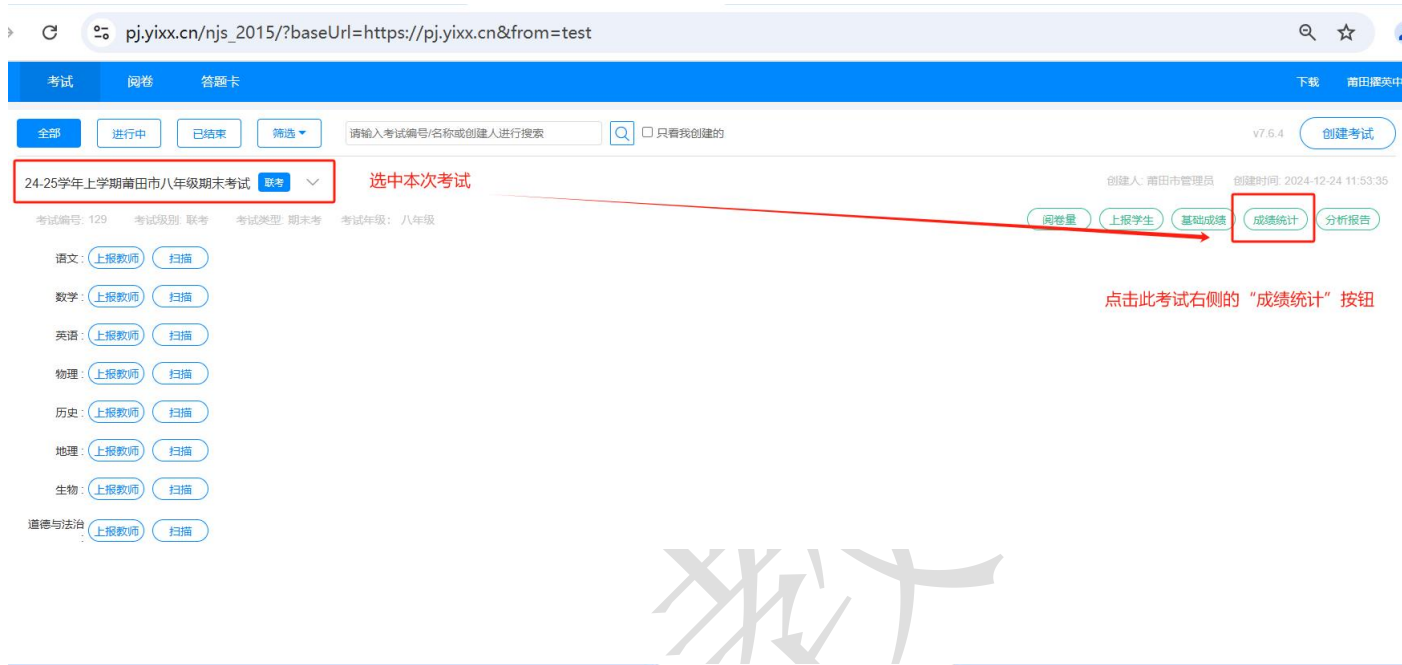 pj.yixx.cn/njs_2015/?baseUrl=https://pj.yixx.cn&from=test
考试 阅卷 答题卡 下载 莆田擢英中
全部 进行中 已结束 筛选 请输入考试编号/名称或创建人进行搜索 只看我创建的 v7.6.4 创建考试
24-25学年上学期莆田市八年级期末考试 联考 选中本次考试 创建人: 莆田市管理员 创建时间: 2024-12-24 11:53:35
考试编号: 129 考试级别: 联考 考试类型: 期末考 考试年级: 八年级 阅卷量 上报学生 基础成绩 成绩统计 分析报告
语文: 上报教师 扫描
数学: 上报教师 扫描
点击此考试右侧的“成绩统计”按钮
英语: 上报教师 扫描
物理: 上报教师 扫描
历史: 上报教师 扫描
地理: 上报教师 扫描
生物: 上报教师 扫描
道德与法治: 上报教师 扫描